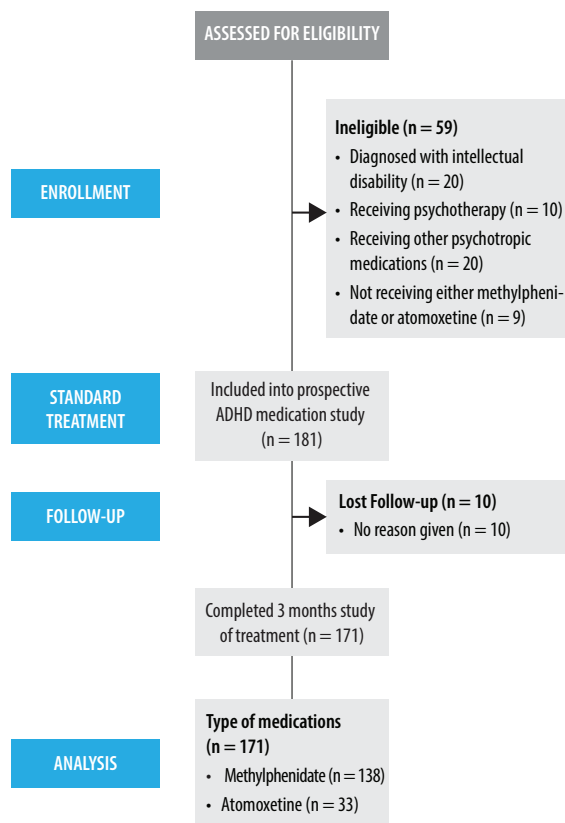 ASSESSED FOR ELIGIBILITY
ENROLLMENT
Ineligible (n = 59)
• Diagnosed with intellectual
disability (n = 20)
• Receiving psychotherapy (n = 10)
• Receiving other psychotropic
medications (n = 20)
• Not receiving either methylpheni-
date or atomoxetine (n = 9)
STANDARD
TREATMENT
Included into prospective
ADHD medication study
(n = 181)
FOLLOW-UP
Lost Follow-up (n = 10)
• No reason given (n = 10)
Completed 3 months study
of treatment (n = 171)
ANALYSIS
Type of medications
(n = 171)
• Methylphenidate (n = 138)
• Atomoxetine (n = 33)